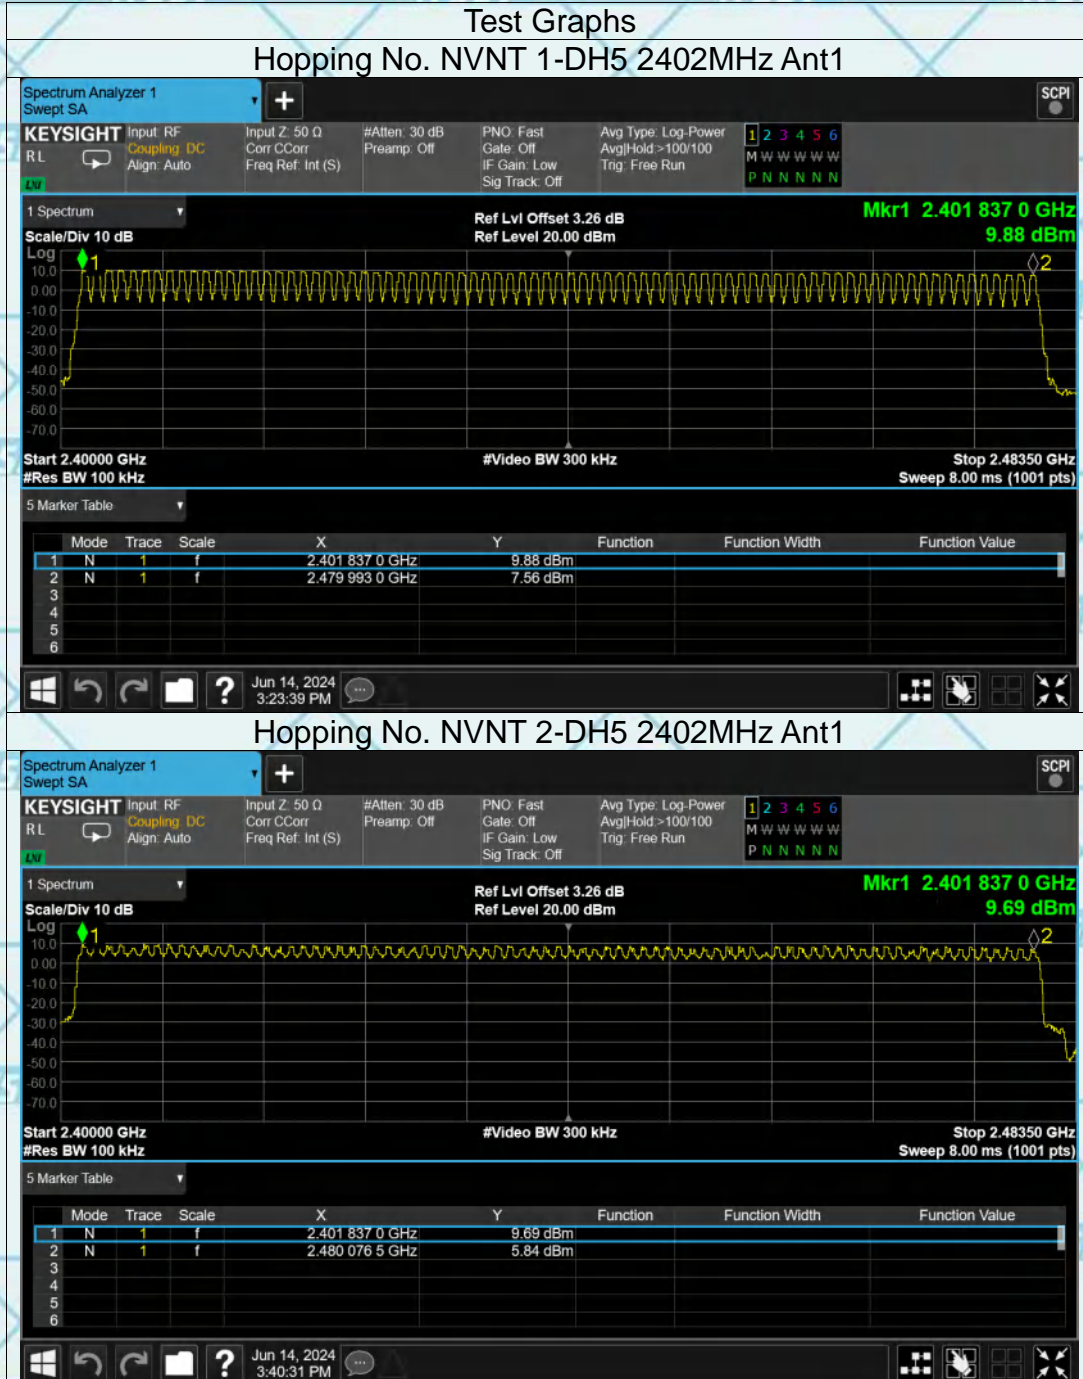 Test Graphs
Hopping No. NVNT 1-DH5 2402MHz Ant1
Spectrum Analyzer 1
Swept SA
+
SCPI
KEYSIGHT Input: RF Input Z: 50 Ω #Atten: 30 dB PNO: Fast Avg Type: Log-Power 1 2 3 4 5 6
RL Coupling: DC Corr CCorr Preamp: Off Gate: Off Avg|Hold:>100/100 M W W W W W
Align: Auto Freq Ref: Int (S) IF Gain: Low Trig: Free Run P N N N N N
LXI Sig Track: Off
1 Spectrum Ref Lvl Offset 3.26 dB Mkr1 2.401 837 0 GHz
Scale/Div 10 dB Ref Level 20.00 dBm 9.88 dBm
Log
1
2
10.0
0.00
-10.0
-20.0
-30.0
-40.0
-50.0
-60.0
-70.0
Start 2.40000 GHz #Video BW 300 kHz Stop 2.48350 GHz
#Res BW 100 kHz Sweep 8.00 ms (1001 pts)
5 Marker Table
Mode Trace Scale X Y Function Function Width Function Value
1 N 1 f 2.401 837 0 GHz 9.88 dBm
2 N 1 f 2.479 993 0 GHz 7.56 dBm
3
4
5
6
? Jun 14, 2024
3:23:39 PM
Hopping No. NVNT 2-DH5 2402MHz Ant1
Spectrum Analyzer 1
Swept SA
+
SCPI
KEYSIGHT Input: RF Input Z: 50 Ω #Atten: 30 dB PNO: Fast Avg Type: Log-Power 1 2 3 4 5 6
RL Coupling: DC Corr CCorr Preamp: Off Gate: Off Avg|Hold:>100/100 M W W W W W
Align: Auto Freq Ref: Int (S) IF Gain: Low Trig: Free Run P N N N N N
LXI Sig Track: Off
1 Spectrum Ref Lvl Offset 3.26 dB Mkr1 2.401 837 0 GHz
Scale/Div 10 dB Ref Level 20.00 dBm 9.69 dBm
Log
1
2
10.0
0.00
-10.0
-20.0
-30.0
-40.0
-50.0
-60.0
-70.0
Start 2.40000 GHz #Video BW 300 kHz Stop 2.48350 GHz
#Res BW 100 kHz Sweep 8.00 ms (1001 pts)
5 Marker Table
Mode Trace Scale X Y Function Function Width Function Value
1 N 1 f 2.401 837 0 GHz 9.69 dBm
2 N 1 f 2.480 076 5 GHz 5.84 dBm
3
4
5
6
? Jun 14, 2024
3:40:31 PM